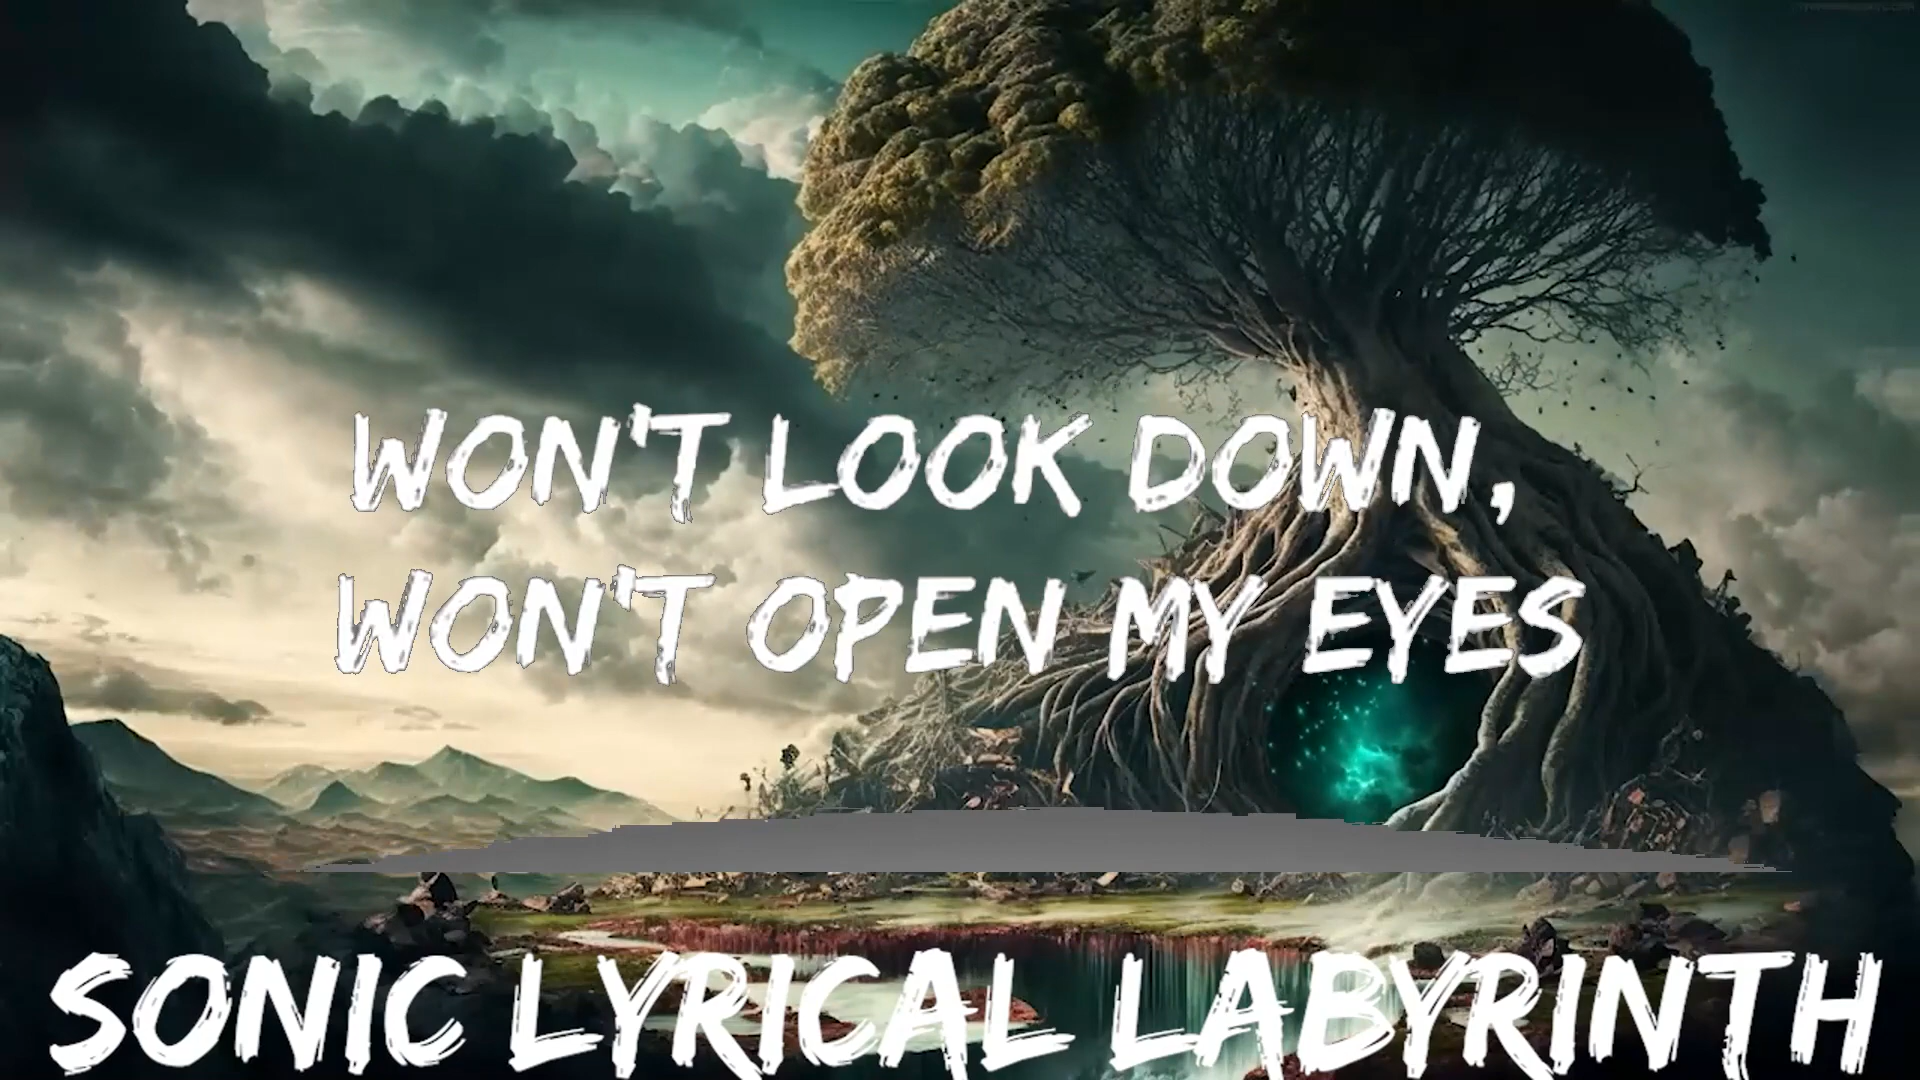 WON'T LOOK DOWN,
WON'T OPEN MY EYES
SONIC LYRICAL LABYRINTH